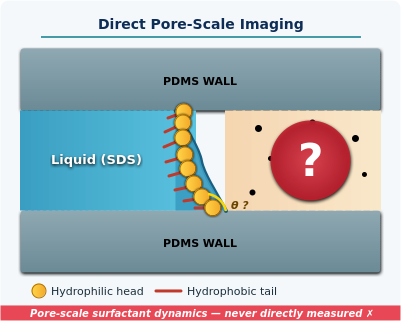 Direct Pore-Scale Imaging
PDMS WALL
Liquid (SDS)
?
θ ?
PDMS WALL
Hydrophilic head
Hydrophobic tail
Pore-scale surfactant dynamics — never directly measured ✗